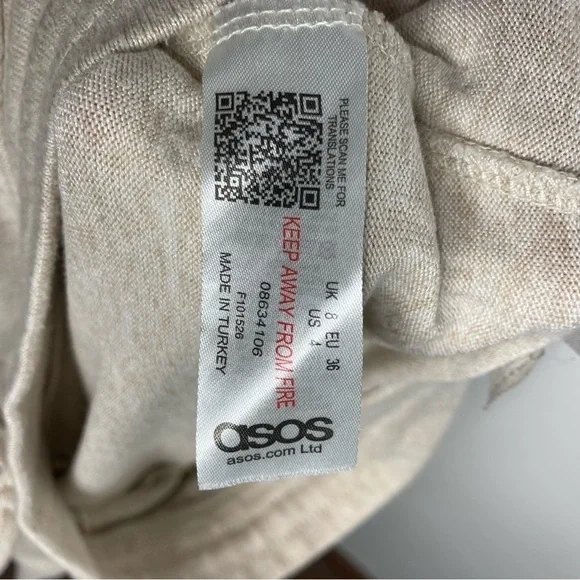 PLEASE SCAN ME FOR
TRANSLATIONS
UK 8 EU 36
US 4
KEEP AWAY FROM FIRE
08634106
F101526
MADE IN TURKEY
asos
asos.com Ltd